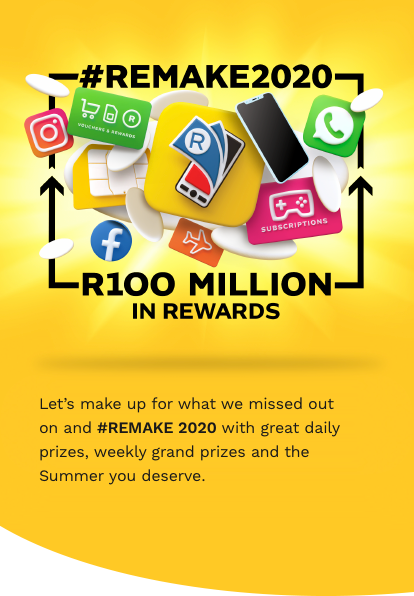 #REMAKE2020
VOUCHERS & REWARDS
R
R
SUBSCRIPTIONS
R100 MILLION
IN REWARDS
Let's make up for what we missed out
on and #REMAKE 2020 with great daily
prizes, weekly grand prizes and the
Summer you deserve.